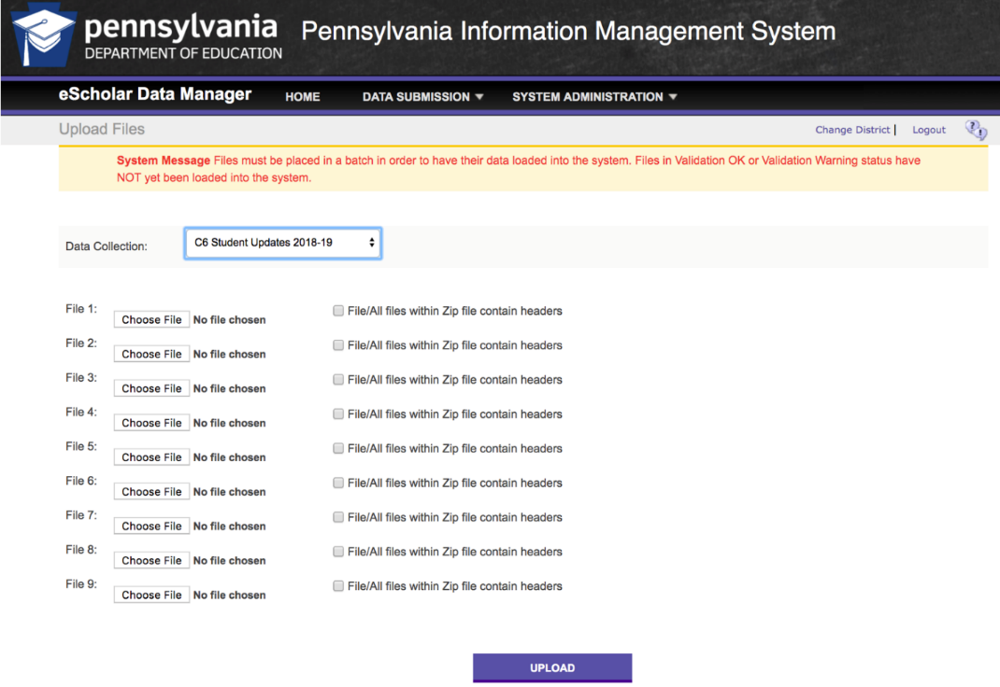 pennsylvania
DEPARTMENT OF EDUCATION
Pennsylvania Information Management System
eScholar Data Manager HOME DATA SUBMISSION SYSTEM ADMINISTRATION
Upload Files Change District | Logout
System Message Files must be placed in a batch in order to have their data loaded into the system. Files in Validation OK or Validation Warning status have
NOT yet been loaded into the system.
Data Collection: C6 Student Updates 2018-19
File 1: Choose File No file chosen File/All files within Zip file contain headers
File 2: Choose File No file chosen File/All files within Zip file contain headers
File 3: Choose File No file chosen File/All files within Zip file contain headers
File 4: Choose File No file chosen File/All files within Zip file contain headers
File 5: Choose File No file chosen File/All files within Zip file contain headers
File 6: Choose File No file chosen File/All files within Zip file contain headers
File 7: Choose File No file chosen File/All files within Zip file contain headers
File 8: Choose File No file chosen File/All files within Zip file contain headers
File 9: Choose File No file chosen File/All files within Zip file contain headers
UPLOAD